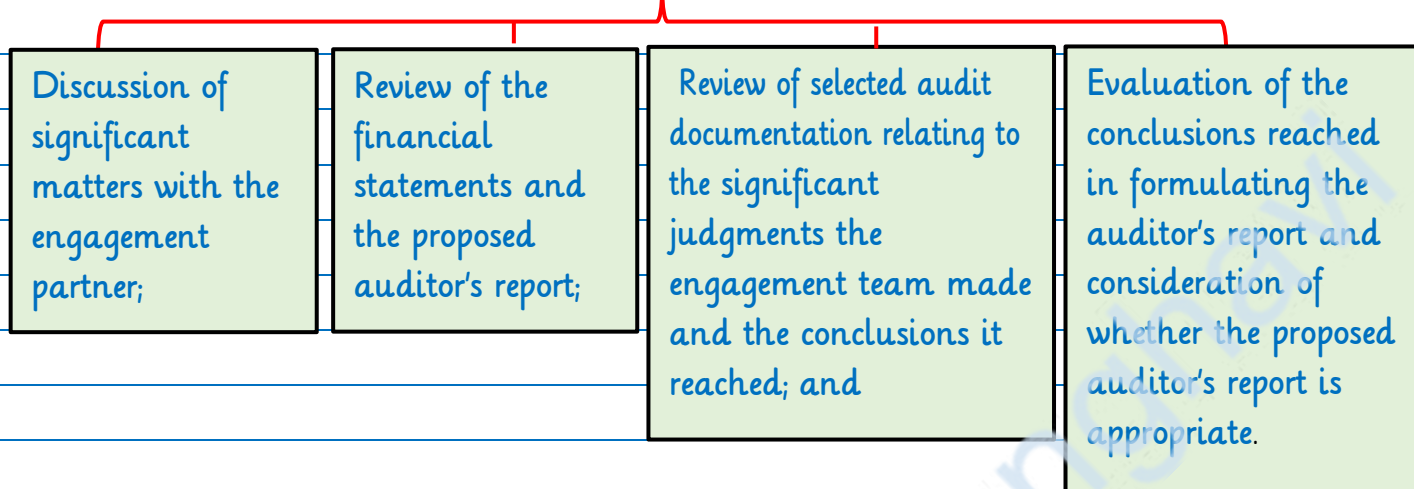 Discussion of
significant
matters with the
engagement
partner;
Review of the
financial
statements and
the proposed
auditor's report;
Review of selected audit
documentation relating to
the significant
judgments the
engagement team made
and the conclusions it
reached; and
Evaluation of the
conclusions reached
in formulating the
auditor's report and
consideration of
whether the proposed
auditor's report is
appropriate.